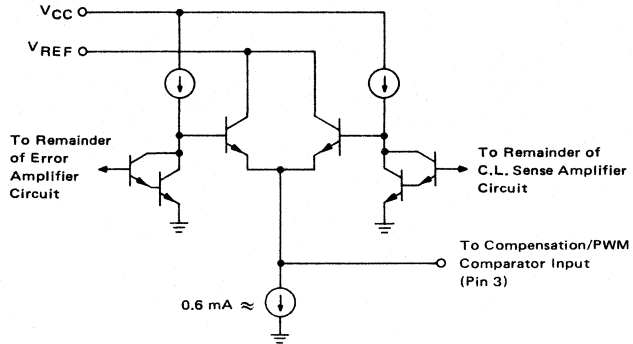 VCC
VREF
To Remainder
of Error
Amplifier
Circuit
To Remainder of
C.L. Sense Amplifier
Circuit
To Compensation/PWM
Comparator Input
(Pin 3)
0.6 mA ≈